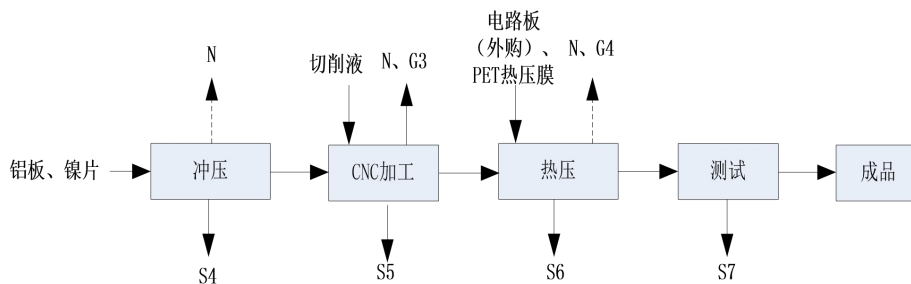 电路板
（外购）、
PET热压膜
N
切削液
N、G3
N、G4
铝板、镍片
冲压
CNC加工
热压
测试
成品
S4
S5
S6
S7